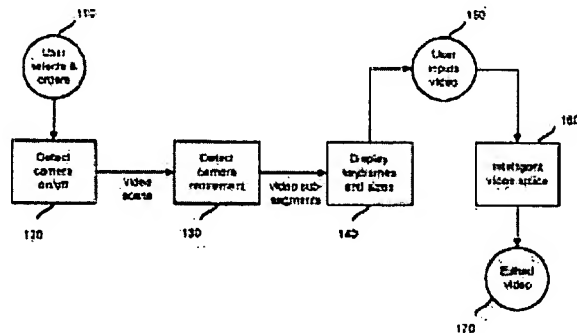 110
User
selects &
orders
Detect
camera
on/off
120
Video
scene
Detect
camera
movement
130
Video sub-
segments
Display
keyframes
and sizes
140
150
User
inputs
video
160
Intelligent
video splice
Edited
video
170